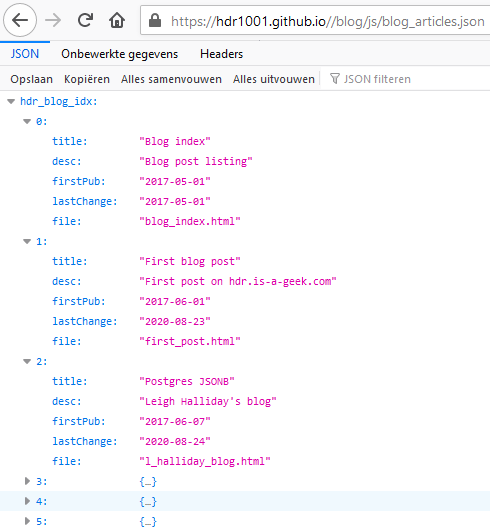 https://hdr1001.github.io//blog/js/blog_articles.json
JSON Onbewerkte gegevens Headers
Opslaan Kopiëren Alles samenvouwen Alles uitvouwen JSON filteren
hdr_blog_idx:
0:
title: "Blog index"
desc: "Blog post listing"
firstPub: "2017-05-01"
lastChange: "2017-05-01"
file: "blog_index.html"
1:
title: "First blog post"
desc: "First post on hdr.is-a-geek.com"
firstPub: "2017-06-01"
lastChange: "2020-08-23"
file: "first_post.html"
2:
title: "Postgres JSONB"
desc: "Leigh Halliday's blog"
firstPub: "2017-06-07"
lastChange: "2020-08-24"
file: "l_halliday_blog.html"
3: {…}
4: {…}
5: {…}